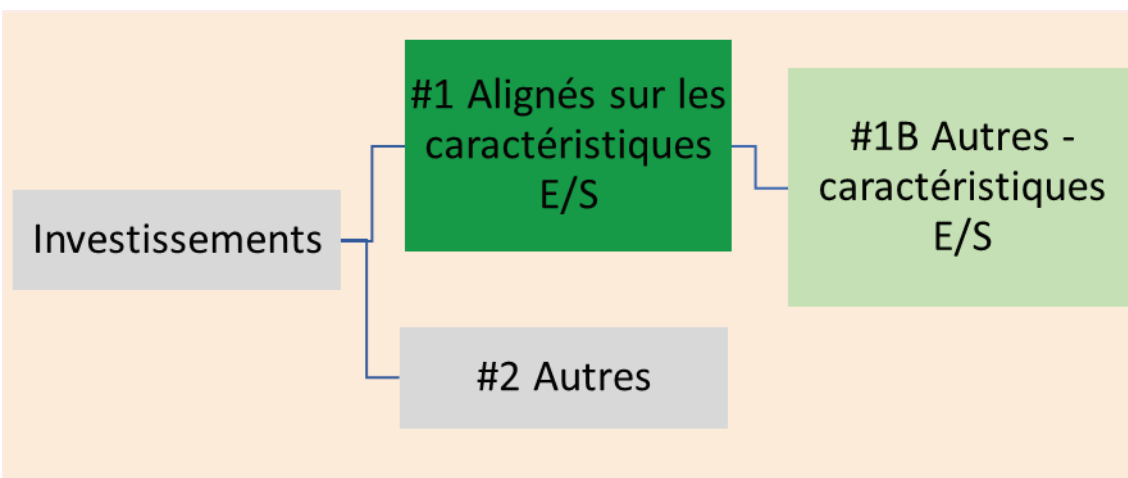 #1 Alignés sur les
caractéristiques
E/S
#1B Autres -
caractéristiques
E/S
Investissements
#2 Autres